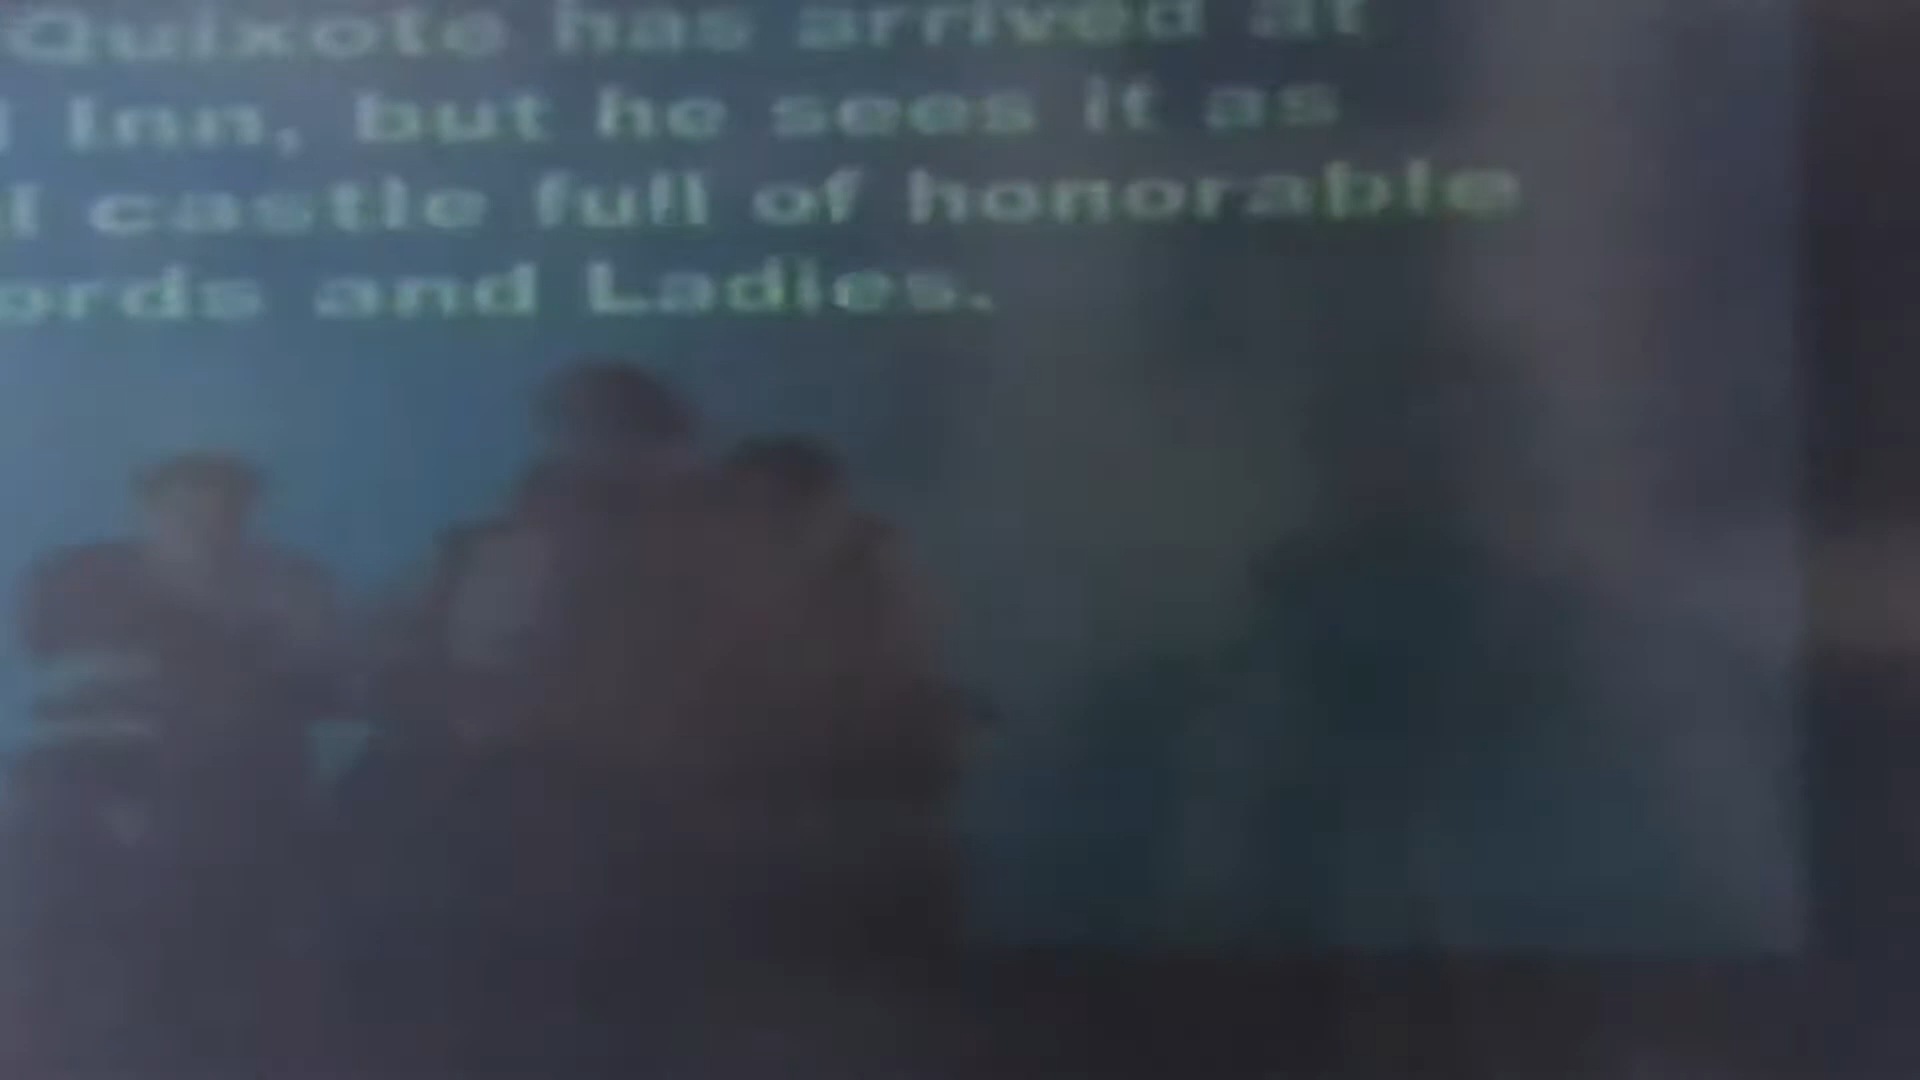 Quixote has arrived at
Inn, but he sees it as
castle full of honorable
ords and Ladies.